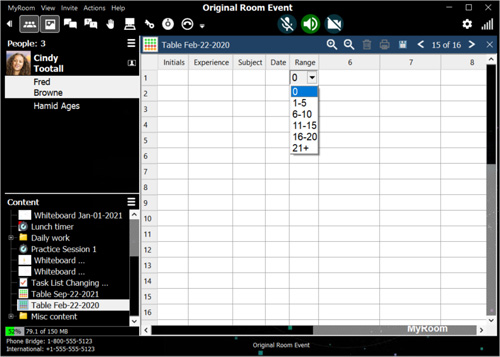 MyRoom View Invite Actions Help
Original Room Event
People: 3
Cindy
Tootall
Fred
Browne
Hamid Ages
Content
Whiteboard Jan-01-2021
Lunch timer
Daily work
Practice Session 1
Whiteboard ...
Whiteboard ...
Task List Changing ...
Table Sep-22-2021
Table Feb-22-2020
Misc content
52% 79.1 of 150 MB
Phone Bridge: 1-800-555-5123
International: +1-555-555-5123
Table Feb-22-2020
15 of 16
Initials Experience Subject Date Range 6 7 8
1 0
2 0
3 1-5
4 6-10
5 11-15
16-20
6 21+
7
8
9
10
11
12
13
14
15
16
MyRoom
Original Room Event